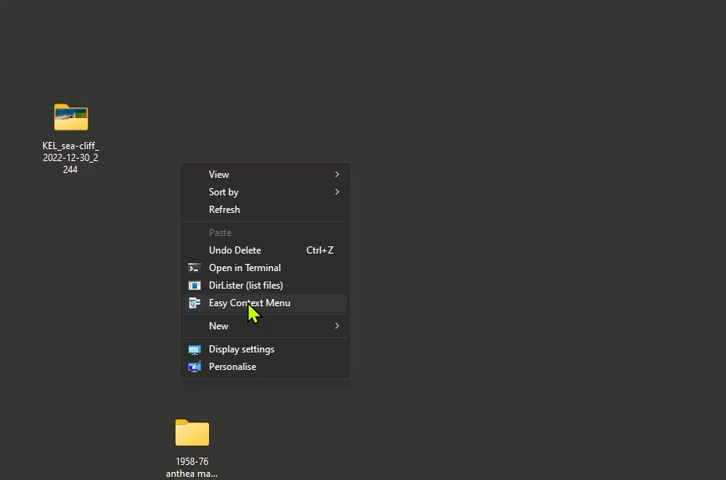 KEL_sea-cliff_
2022-12-30_2
244
View
Sort by
Refresh
Paste
Undo Delete Ctrl+Z
Open in Terminal
DirLister (list files)
Easy Context Menu
New
Display settings
Personalise
1958-76
anthea ma...